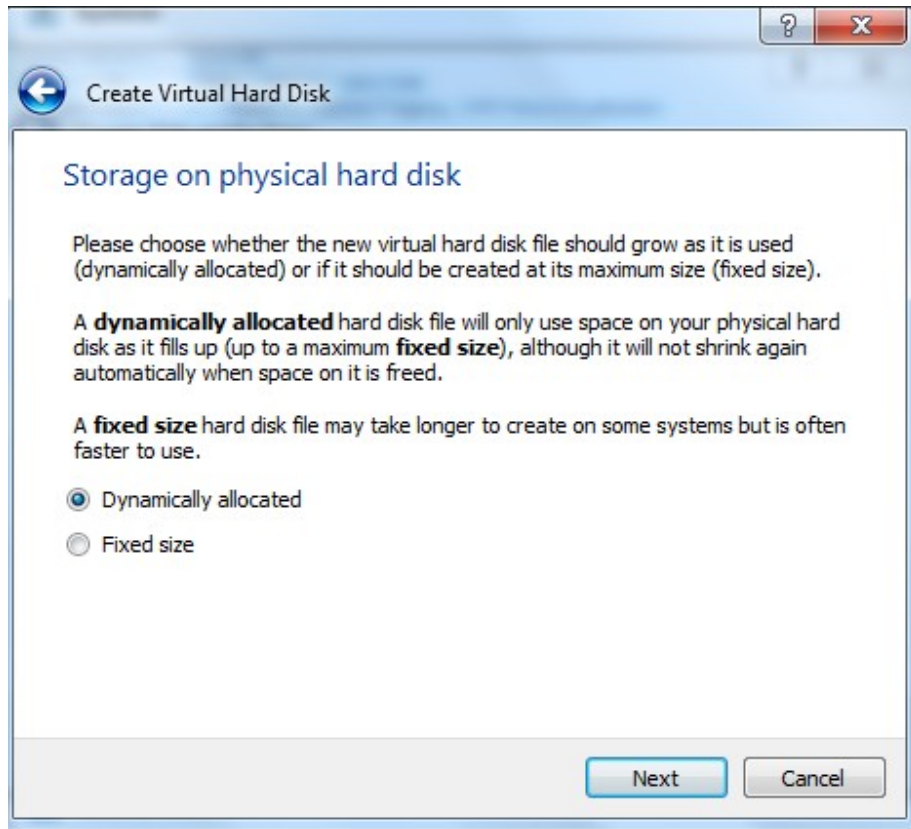 ?
X
Create Virtual Hard Disk
Storage on physical hard disk
Please choose whether the new virtual hard disk file should grow as it is used
(dynamically allocated) or if it should be created at its maximum size (fixed size).
A dynamically allocated hard disk file will only use space on your physical hard
disk as it fills up (up to a maximum fixed size), although it will not shrink again
automatically when space on it is freed.
A fixed size hard disk file may take longer to create on some systems but is often
faster to use.
Dynamically allocated
Fixed size
Next
Cancel